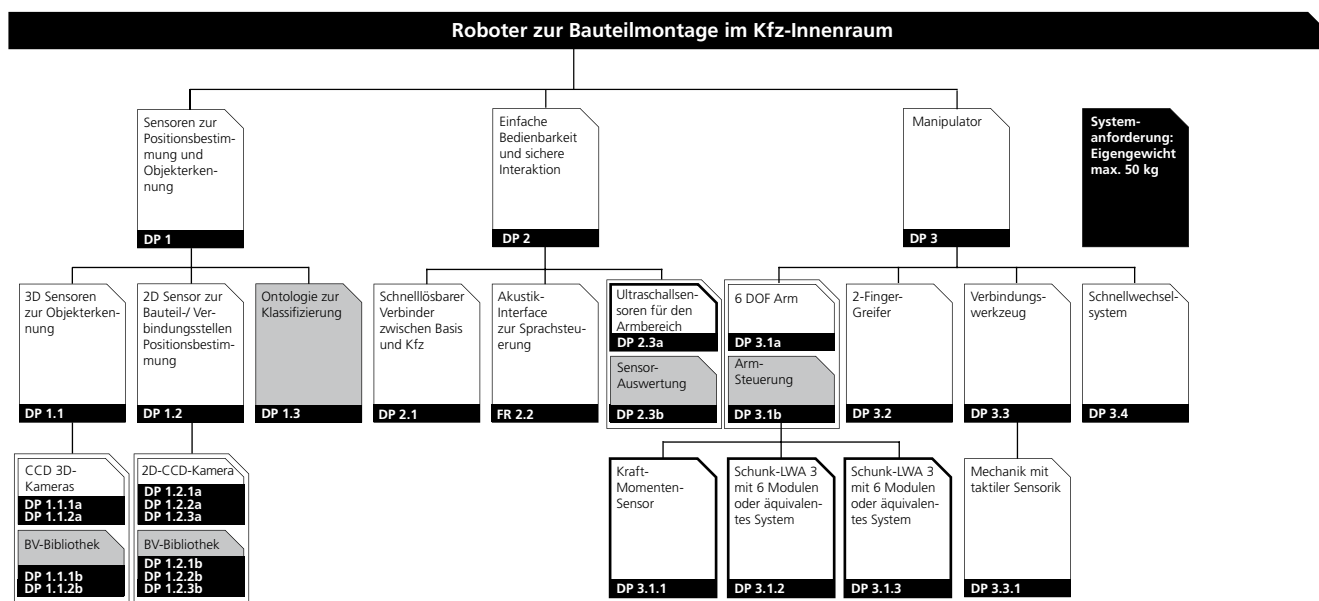 Roboter zur Bauteilmontage im Kfz-Innenraum
Sensoren zur
Positionsbestim-
mung und
Objekterken-
nung
DP 1
Einfache
Bedienbarkeit
und sichere
Interaktion
DP 2
Manipulator
DP 3
System-
anforderung:
Eigengewicht
max. 50 kg
3D Sensoren
zur Objekterken-
nung
DP 1.1
2D Sensor zur
Bauteil-/ Ver-
bindungsstellen
Positionsbestim-
mung
DP 1.2
Ontologie zur
Klassifizierung
DP 1.3
Schnelllösbarer
Verbinder
zwischen Basis
und Kfz
DP 2.1
Akustik-
Interface
zur Sprachsteu-
erung
FR 2.2
Ultraschallsen-
soren für den
Armbereich
DP 2.3a
Sensor-
Auswertung
DP 2.3b
6 DOF Arm
DP 3.1a
Arm-
Steuerung
DP 3.1b
2-Finger-
Greifer
DP 3.2
Verbindungs-
werkzeug
DP 3.3
Schnellwechsel-
system
DP 3.4
CCD 3D-
Kameras
DP 1.1.1a
DP 1.1.2a
BV-Bibliothek
DP 1.1.1b
DP 1.1.2b
2D-CCD-Kamera
DP 1.2.1a
DP 1.2.2a
DP 1.2.3a
BV-Bibliothek
DP 1.2.1b
DP 1.2.2b
DP 1.2.3b
Kraft-
Momenten-
Sensor
DP 3.1.1
Schunk-LWA 3
mit 6 Modulen
oder äquivalen-
tes System
DP 3.1.2
Schunk-LWA 3
mit 6 Modulen
oder äquivalen-
tes System
DP 3.1.3
Mechanik mit
taktiler Sensorik
DP 3.3.1